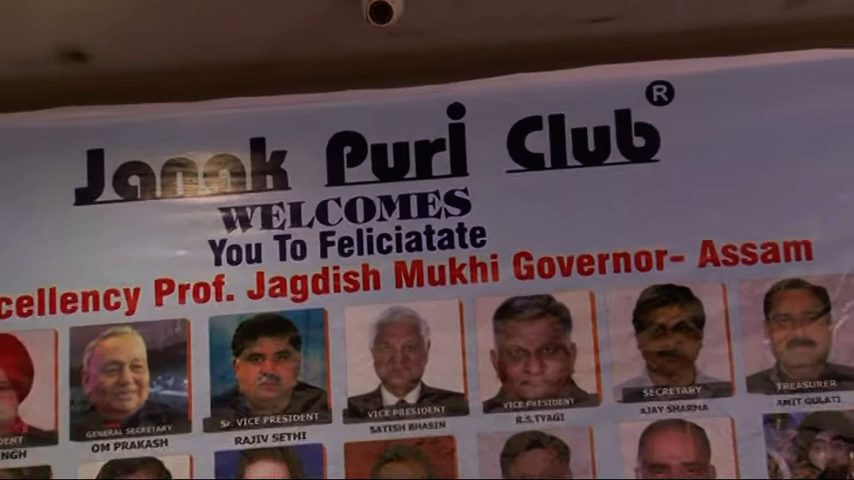 Janak Puri Club ®
WELCOMES
You To Feliciatate
cellency Prof. Jagdish Mukhi Governor- Assam
DENT GENERAL SECRETARY Sr. VICE PRESIDENT VICE PRESIDENT VICE PRESIDENT SECRETARY TREASURER
NGH OM PRAKASH RAJIV SETHI SATISH BHASIN R.S.TYAGI AJAY SHARMA AMIT GULATI